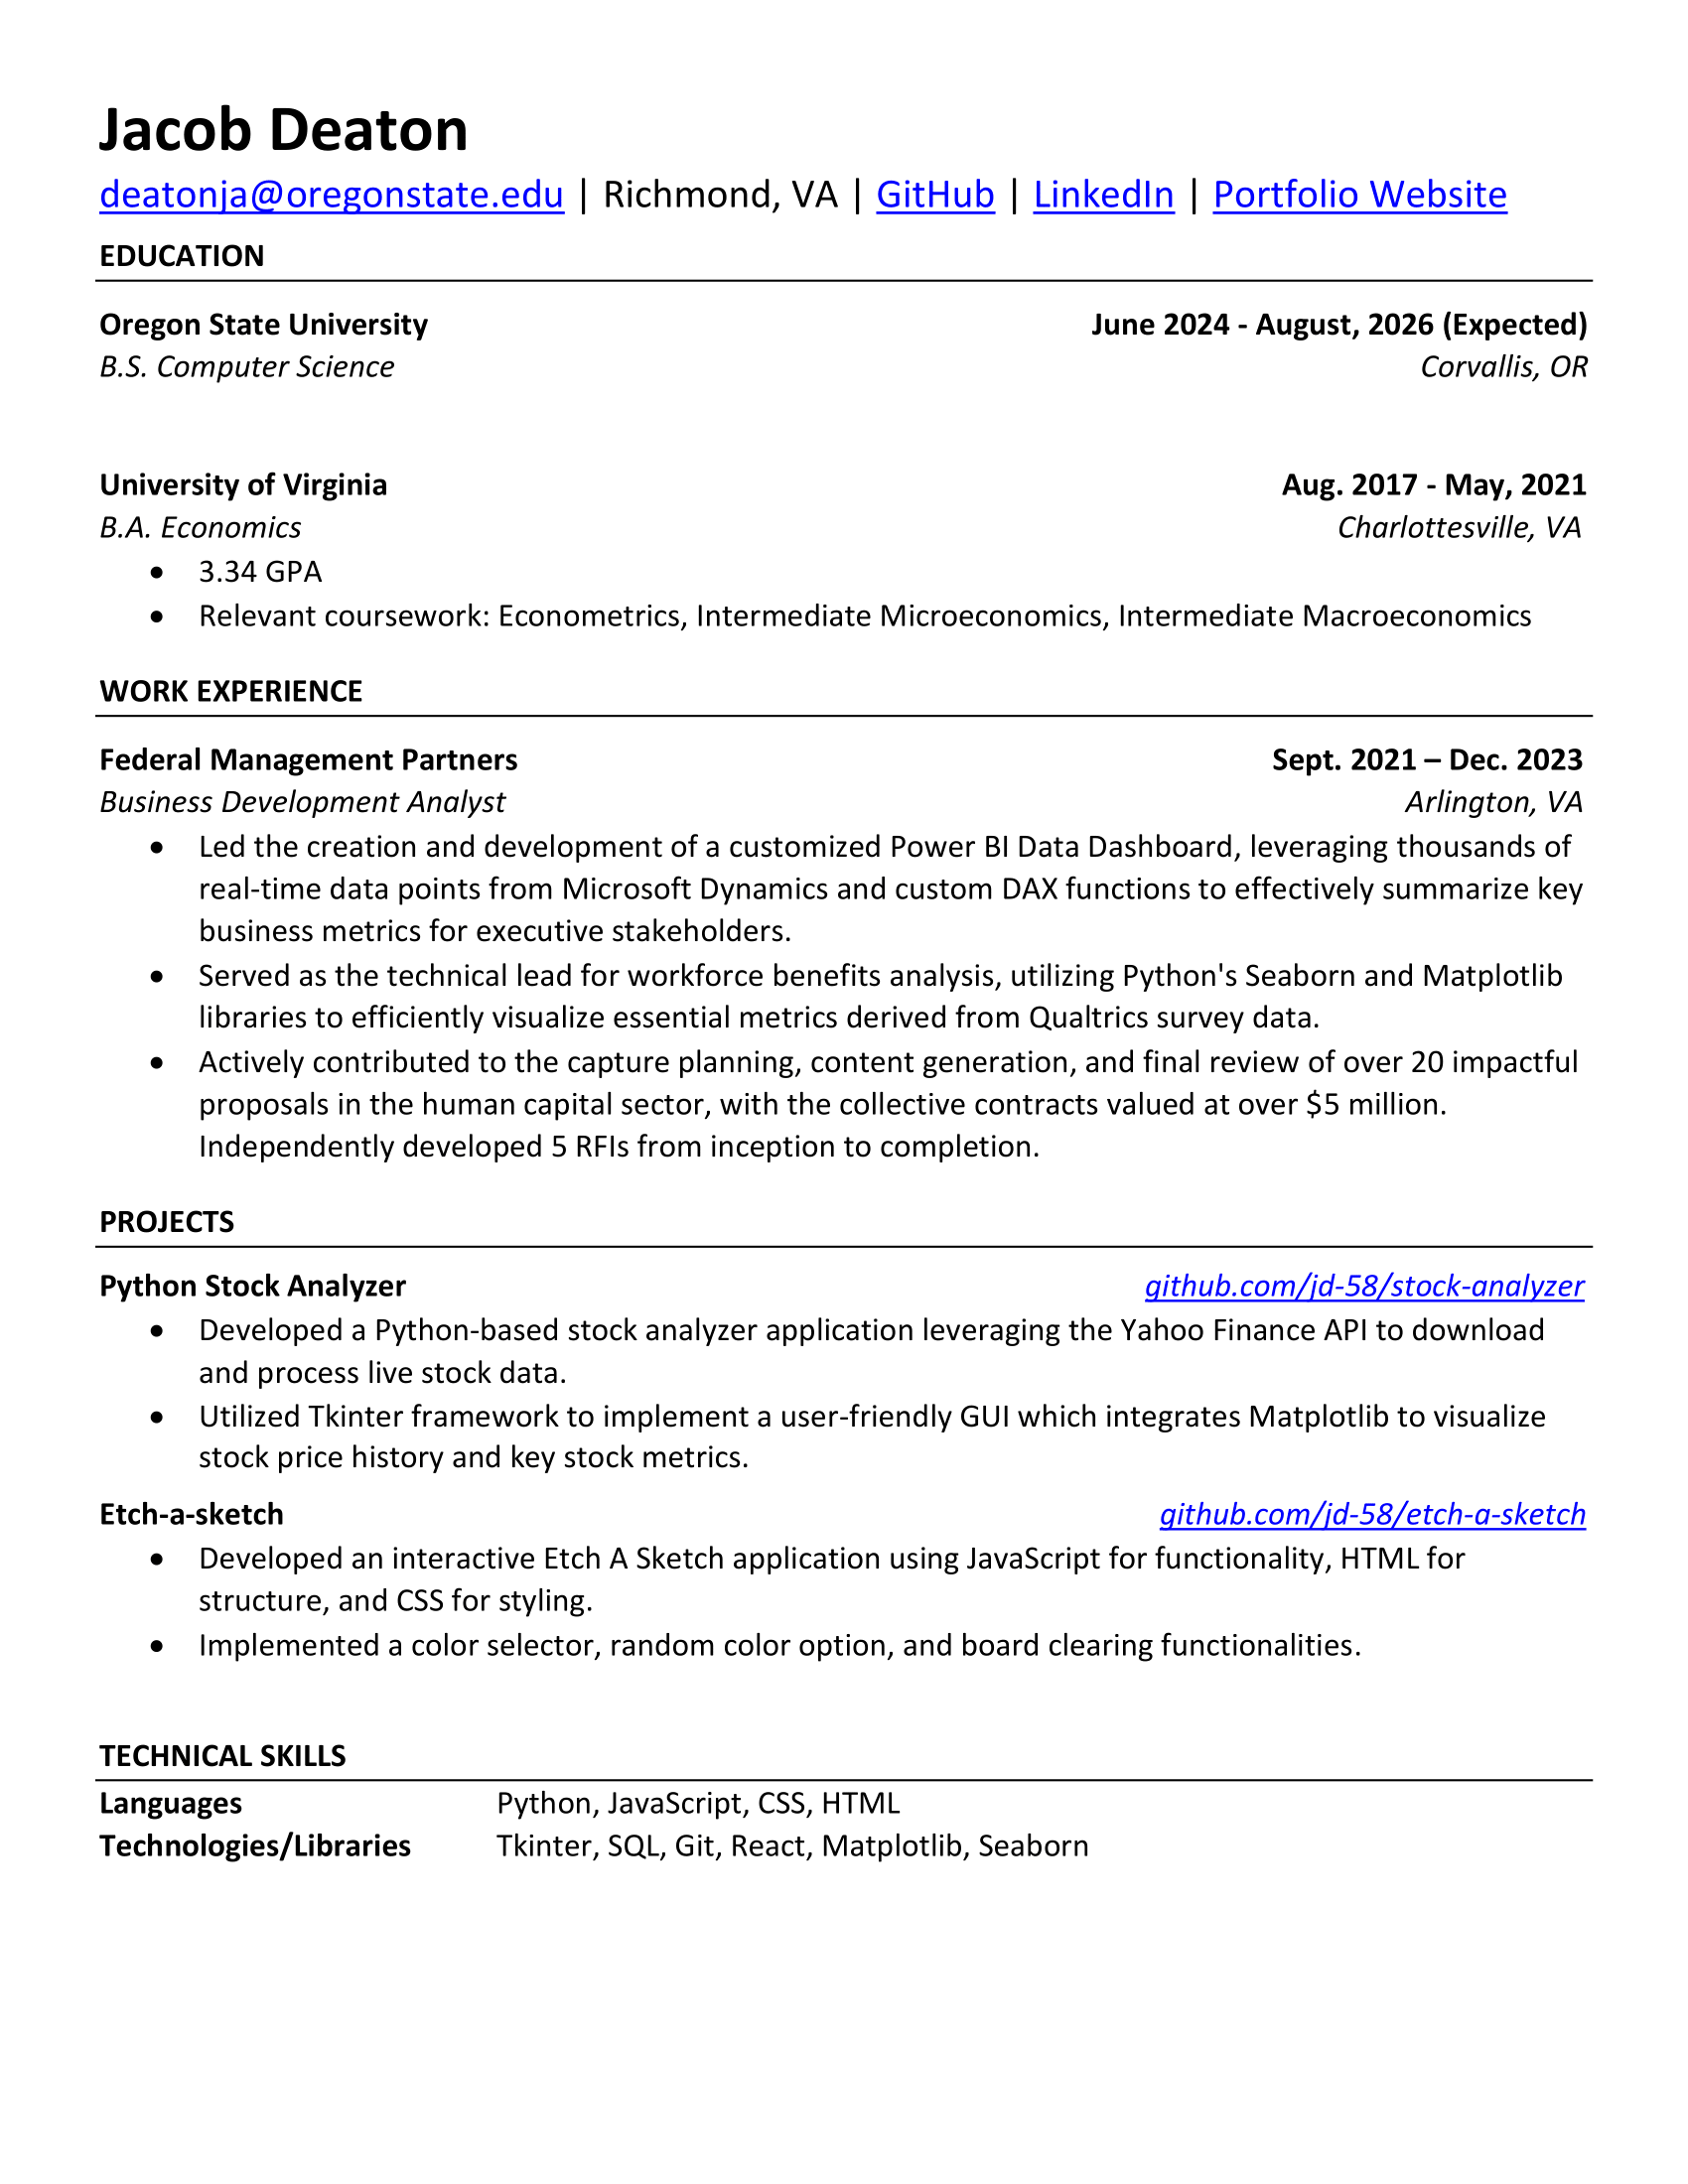 Jacob Deaton
deatonja@oregonstate.edu | Richmond, VA | GitHub | LinkedIn | Portfolio Website
EDUCATION
Oregon State University June 2024 - August, 2026 (Expected)
B.S. Computer Science Corvallis, OR
University of Virginia Aug. 2017 - May, 2021
B.A. Economics Charlottesville, VA
• 3.34 GPA
• Relevant coursework: Econometrics, Intermediate Microeconomics, Intermediate Macroeconomics
WORK EXPERIENCE
Federal Management Partners Sept. 2021 – Dec. 2023
Business Development Analyst Arlington, VA
• Led the creation and development of a customized Power BI Data Dashboard, leveraging thousands of
real-time data points from Microsoft Dynamics and custom DAX functions to effectively summarize key
business metrics for executive stakeholders.
• Served as the technical lead for workforce benefits analysis, utilizing Python's Seaborn and Matplotlib
libraries to efficiently visualize essential metrics derived from Qualtrics survey data.
• Actively contributed to the capture planning, content generation, and final review of over 20 impactful
proposals in the human capital sector, with the collective contracts valued at over $5 million.
Independently developed 5 RFIs from inception to completion.
PROJECTS
Python Stock Analyzer github.com/jd-58/stock-analyzer
• Developed a Python-based stock analyzer application leveraging the Yahoo Finance API to download
and process live stock data.
• Utilized Tkinter framework to implement a user-friendly GUI which integrates Matplotlib to visualize
stock price history and key stock metrics.
Etch-a-sketch github.com/jd-58/etch-a-sketch
• Developed an interactive Etch A Sketch application using JavaScript for functionality, HTML for
structure, and CSS for styling.
• Implemented a color selector, random color option, and board clearing functionalities.
TECHNICAL SKILLS
Languages Python, JavaScript, CSS, HTML
Technologies/Libraries Tkinter, SQL, Git, React, Matplotlib, Seaborn